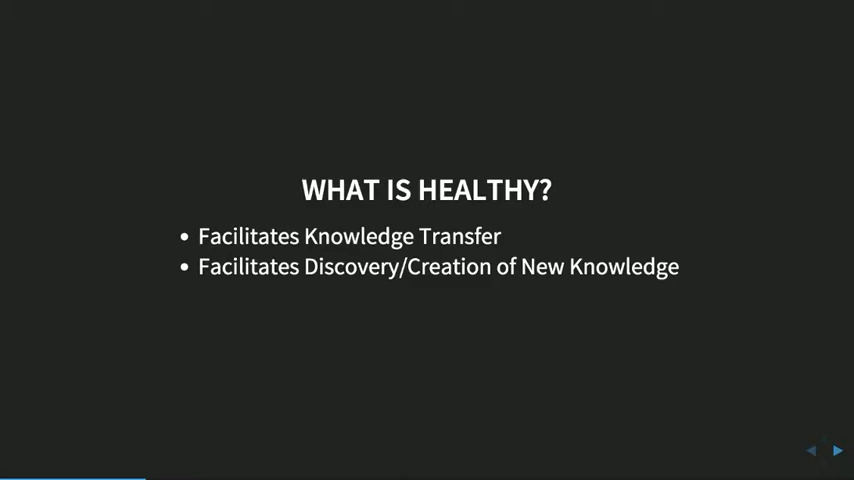 WHAT IS HEALTHY?
• Facilitates Knowledge Transfer
• Facilitates Discovery/Creation of New Knowledge